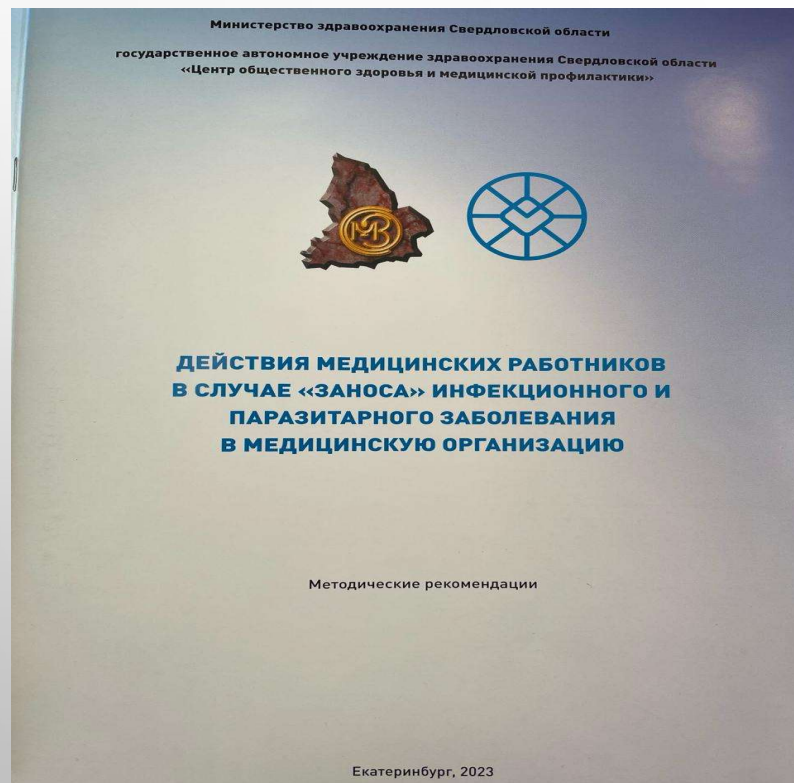 Министерство здравоохранения Свердловской области
государственное автономное учреждение здравоохранения Свердловской области
«Центр общественного здоровья и медицинской профилактики»
МЗ
ДЕЙСТВИЯ МЕДИЦИНСКИХ РАБОТНИКОВ
В СЛУЧАЕ «ЗАНОСА» ИНФЕКЦИОННОГО И
ПАРАЗИТАРНОГО ЗАБОЛЕВАНИЯ
В МЕДИЦИНСКУЮ ОРГАНИЗАЦИЮ
Методические рекомендации
Екатеринбург, 2023